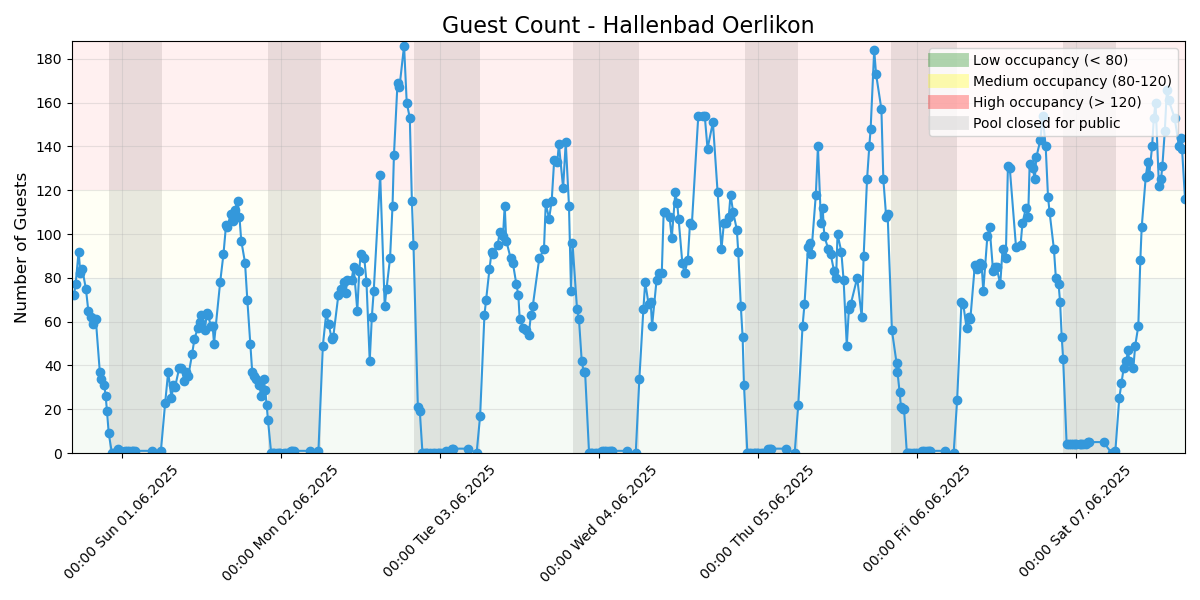 Guest Count - Hallenbad Oerlikon
Low occupancy (< 80)
Medium occupancy (80-120)
High occupancy (> 120)
Pool closed for public
Number of Guests
180
160
140
120
100
80
60
40
20
0
00:00 Sun 01.06.2025
00:00 Mon 02.06.2025
00:00 Tue 03.06.2025
00:00 Wed 04.06.2025
00:00 Thu 05.06.2025
00:00 Fri 06.06.2025
00:00 Sat 07.06.2025